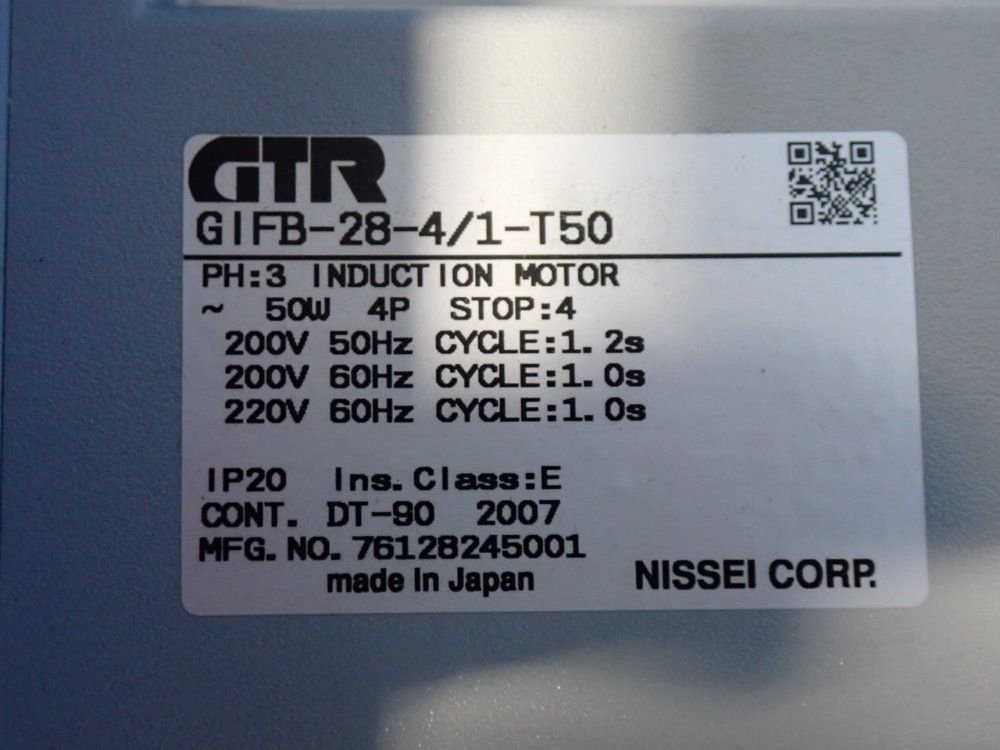 GTR
GIFB-28-4/1-T50
PH:3 INDUCTION MOTOR
~ 50W 4P STOP:4
200V 50Hz CYCLE:1.2s
200V 60Hz CYCLE:1.0s
220V 60Hz CYCLE:1.0s
IP20 Ins.Class:E
CONT. DT-90 2007
MFG.NO.76128245001
made In Japan
NISSEI CORP.